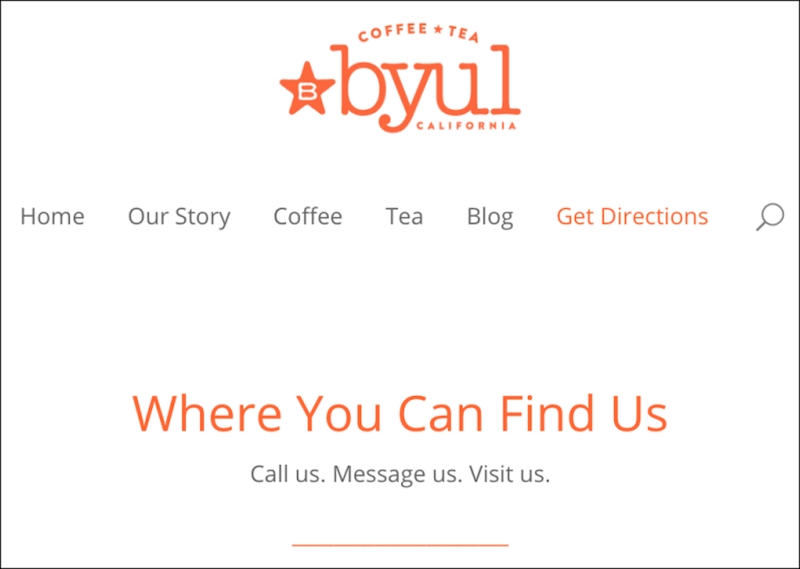 COFFEE ★ TEA
B
byul
CALIFORNIA
Home Our Story Coffee Tea Blog Get Directions
Where You Can Find Us
Call us. Message us. Visit us.